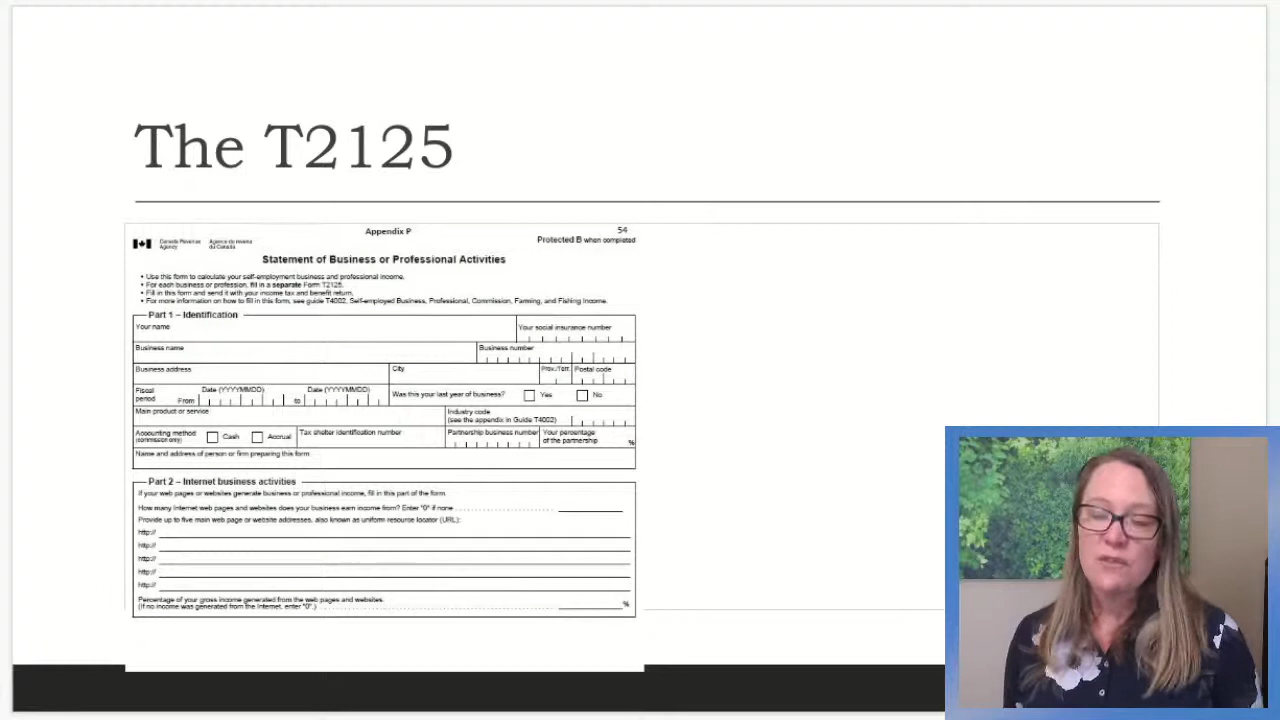 The T2125
Appendix P
54
Canada Revenue Agency
Agence du revenu du Canada
Protected B when completed
Statement of Business or Professional Activities
• Use this form to calculate your self-employment business and professional income.
• For each business or profession, fill in a separate Form T2125.
• Fill in this form and send it with your income tax and benefit return.
• For more information on how to fill in this form, see guide T4002, Self-employed Business, Professional, Commission, Farming, and Fishing Income.
Part 1 – Identification
Your name
Your social insurance number
Business name
Business number
Business address
City
Prov./Terr.
Postal code
Fiscal period
Date (YYYYMMDD)
Date (YYYYMMDD)
From
to
Was this your last year of business?
Yes
No
Main product or service
Industry code
(see the appendix in Guide T4002)
Accounting method
(commission only)
Cash
Accrual
Tax shelter identification number
Partnership business number
Your percentage
of the partnership
%
Name and address of person or firm preparing this form
Part 2 – Internet business activities
If your web pages or websites generate business or professional income, fill in this part of the form.
How many Internet web pages and websites does your business earn income from? Enter "0" if none
Provide up to five main web page or website addresses, also known as uniform resource locator (URL):
http://
http://
http://
http://
http://
Percentage of your gross income generated from the web pages and websites.
(If no income was generated from the Internet, enter "0".)
%